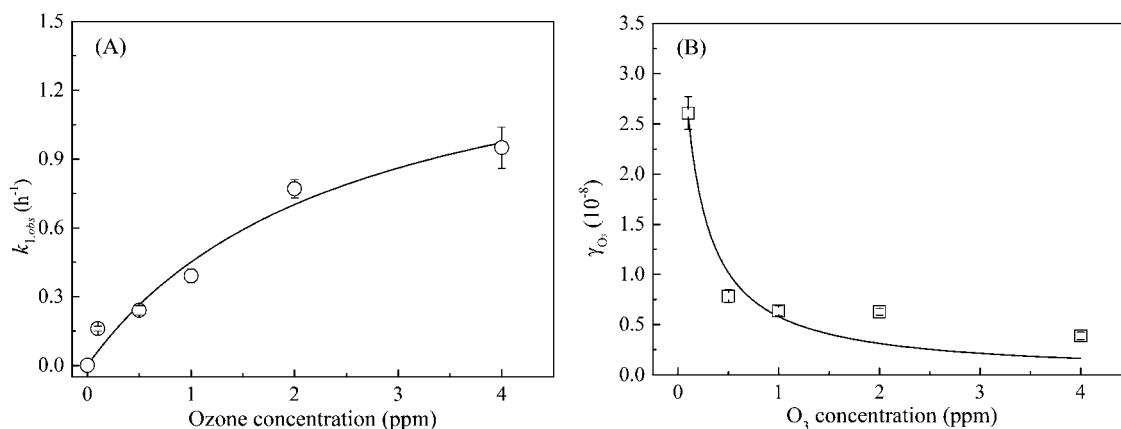 (A)
1.5
1.2
0.9
0.6
0.3
0.0
k1,obs (h-1)
0 1 2 3 4
Ozone concentration (ppm)
(B)
3.5
3.0
2.5
2.0
1.5
1.0
0.5
0.0
γO3 (10-8)
0 1 2 3 4
O3 concentration (ppm)